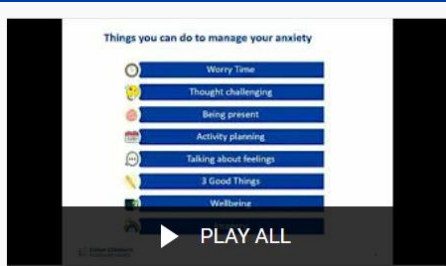 Things you can do to manage your anxiety
Worry Time
Thought challenging
Being present
Activity planning
Talking about feelings
3 Good Things
Wellbeing
PLAY ALL